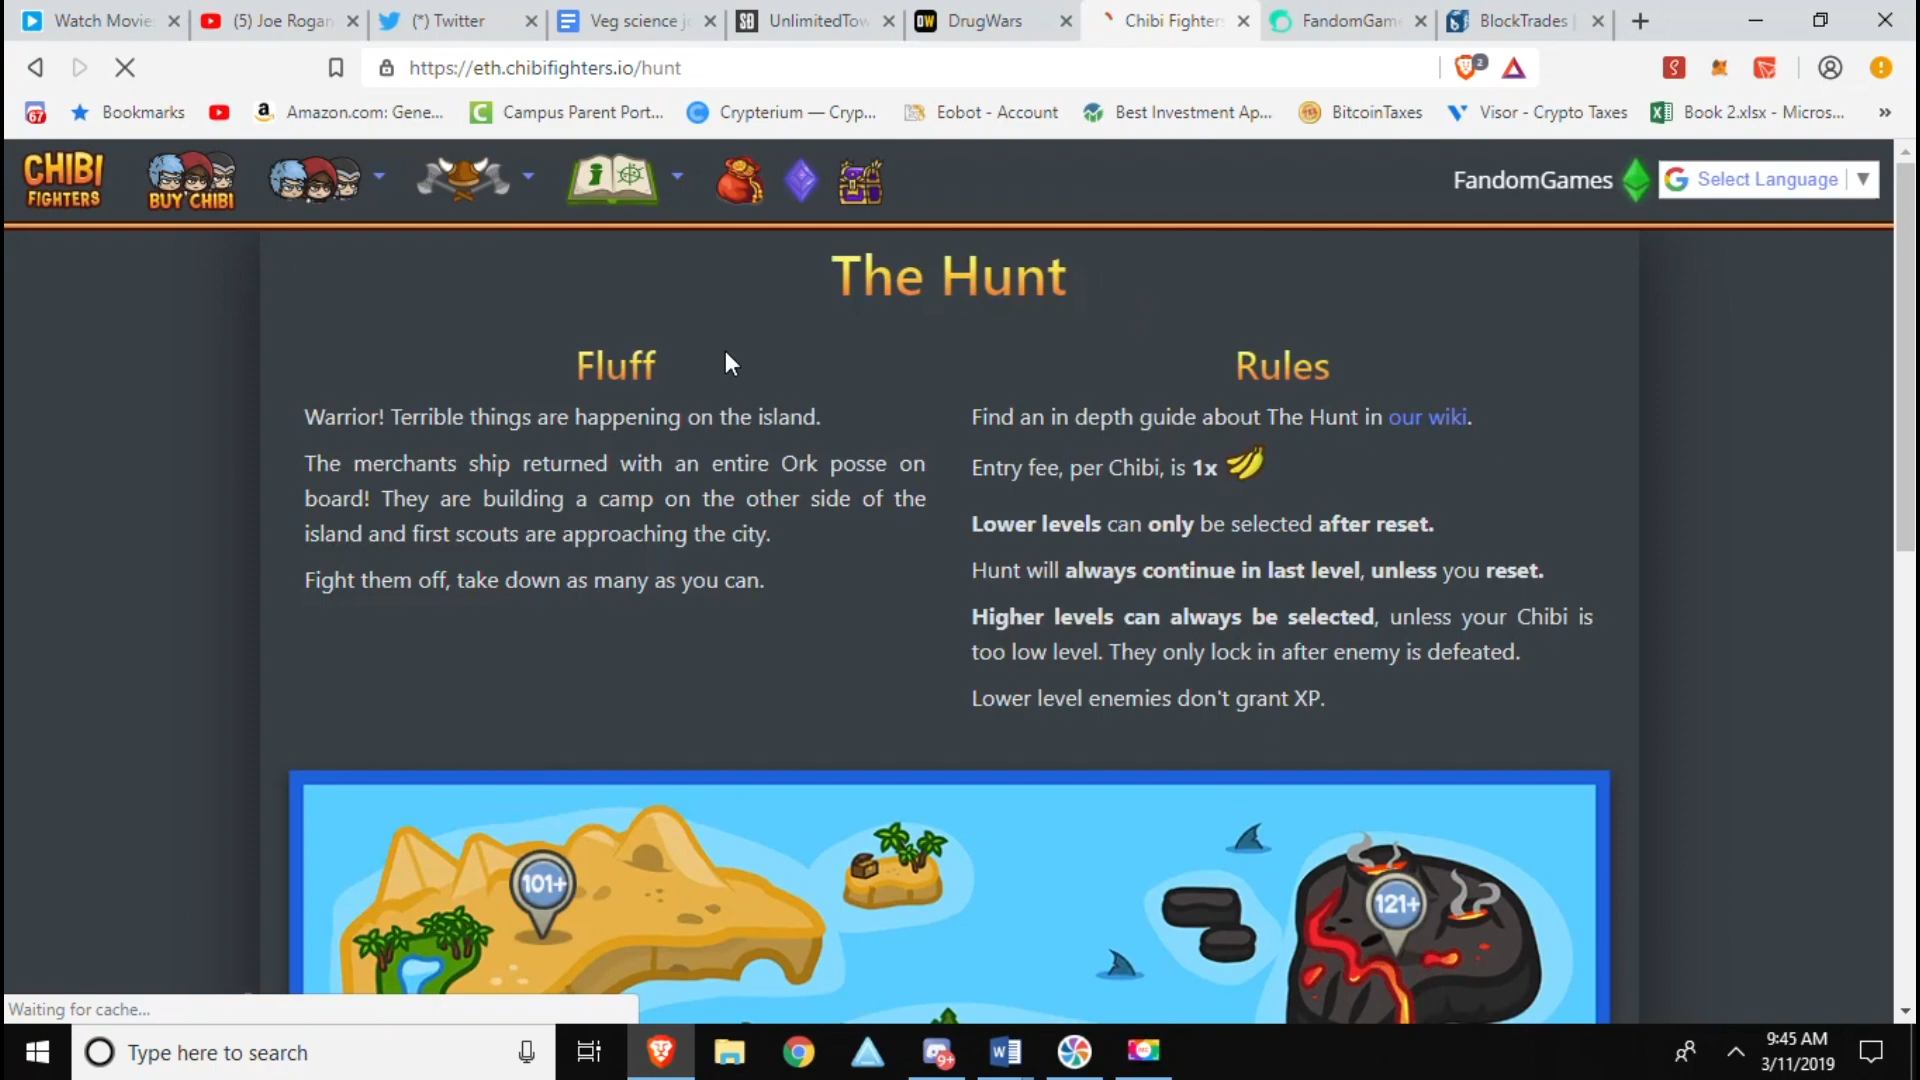 Watch Movie
(5) Joe Rogan
(*) Twitter
Veg science j
UnlimitedTow
DrugWars
Chibi Fighters
FandomGam
BlockTrades
https://eth.chibifighters.io/hunt
2
67
Bookmarks
Amazon.com: Gene...
Campus Parent Port...
Crypterium — Cryp...
Eobot - Account
Best Investment Ap...
BitcoinTaxes
Visor - Crypto Taxes
Book 2.xlsx - Micros...
»
CHIBI
FIGHTERS
BUY CHIBI
FandomGames
G Select Language
The Hunt
Fluff
Warrior! Terrible things are happening on the island.
The merchants ship returned with an entire Ork posse on
board! They are building a camp on the other side of the
island and first scouts are approaching the city.
Fight them off, take down as many as you can.
Rules
Find an in depth guide about The Hunt in our wiki.
Entry fee, per Chibi, is 1x
Lower levels can only be selected after reset.
Hunt will always continue in last level, unless you reset.
Higher levels can always be selected, unless your Chibi is
too low level. They only lock in after enemy is defeated.
Lower level enemies don't grant XP.
101+
121+
Waiting for cache...
Type here to search
9+
9:45 AM
3/11/2019